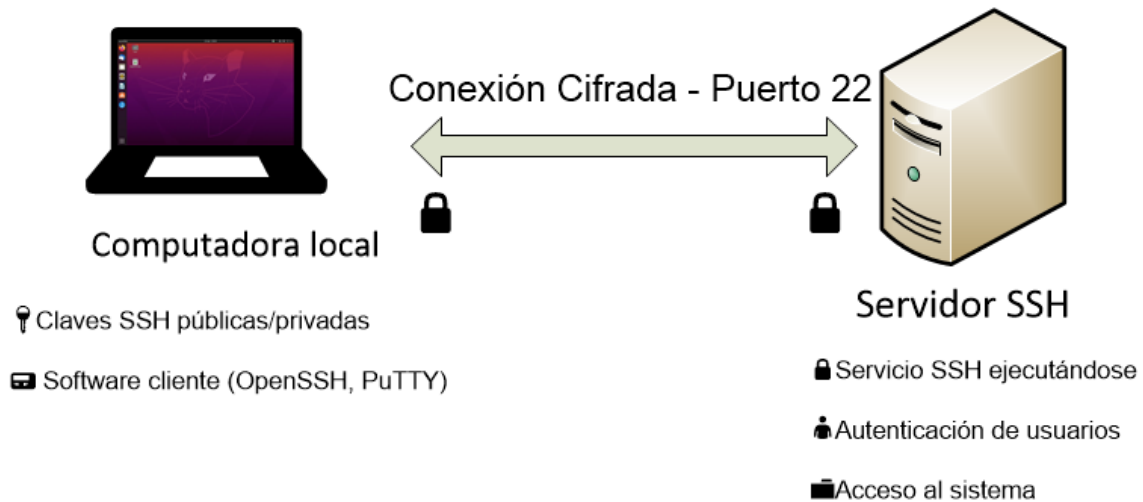 Conexión Cifrada - Puerto 22
Computadora local
Claves SSH públicas/privadas
Software cliente (OpenSSH, PuTTY)
Servidor SSH
Servicio SSH ejecutándose
Autenticación de usuarios
Acceso al sistema